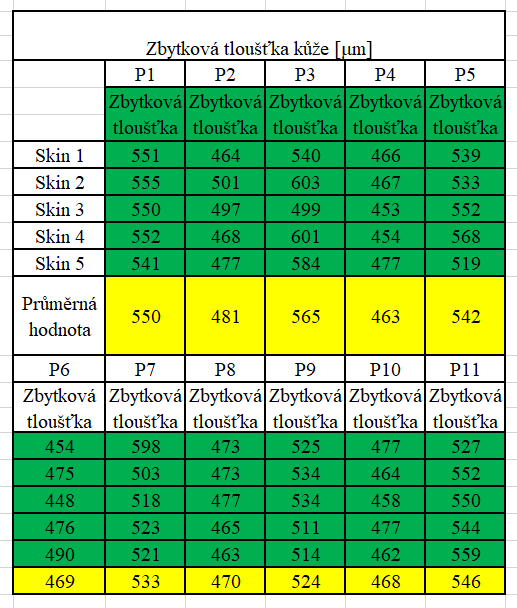 Zbytková tloušťka kůže [µm]
P1 P2 P3 P4 P5
Zbytková Zbytková Zbytková Zbytková Zbytková
tloušťka tloušťka tloušťka tloušťka tloušťka
Skin 1 551 464 540 466 539
Skin 2 555 501 603 467 533
Skin 3 550 497 499 453 552
Skin 4 552 468 601 454 568
Skin 5 541 477 584 477 519
Průměrná
hodnota 550 481 565 463 542
P6 P7 P8 P9 P10 P11
Zbytková Zbytková Zbytková Zbytková Zbytková Zbytková
tloušťka tloušťka tloušťka tloušťka tloušťka tloušťka
454 598 473 525 477 527
475 503 473 534 464 552
448 518 477 534 458 550
476 523 465 511 477 544
490 521 463 514 462 559
469 533 470 524 468 546